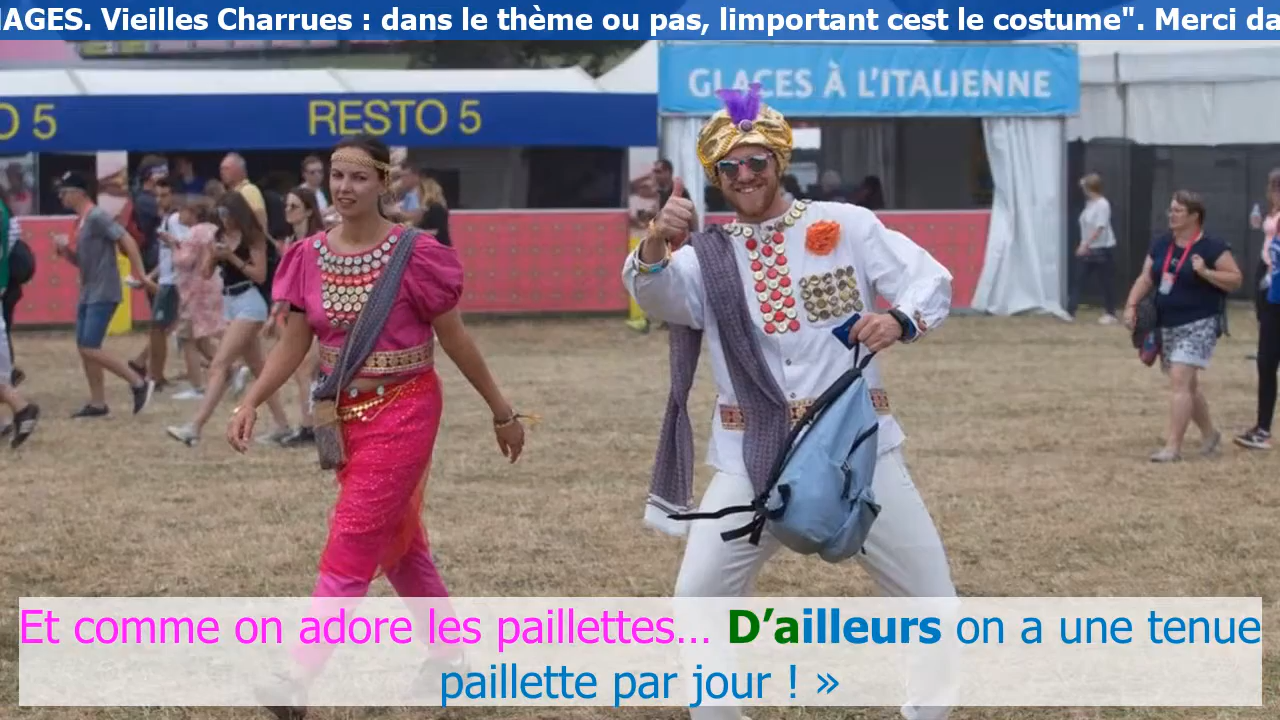 IAGES. Vieilles Charrues : dans le thème ou pas, limportant cest le costume". Merci da
GLACES À L'ITALIENNE
O 5
RESTO 5
Et comme on adore les paillettes... D’ailleurs on a une tenue
paillette par jour ! »